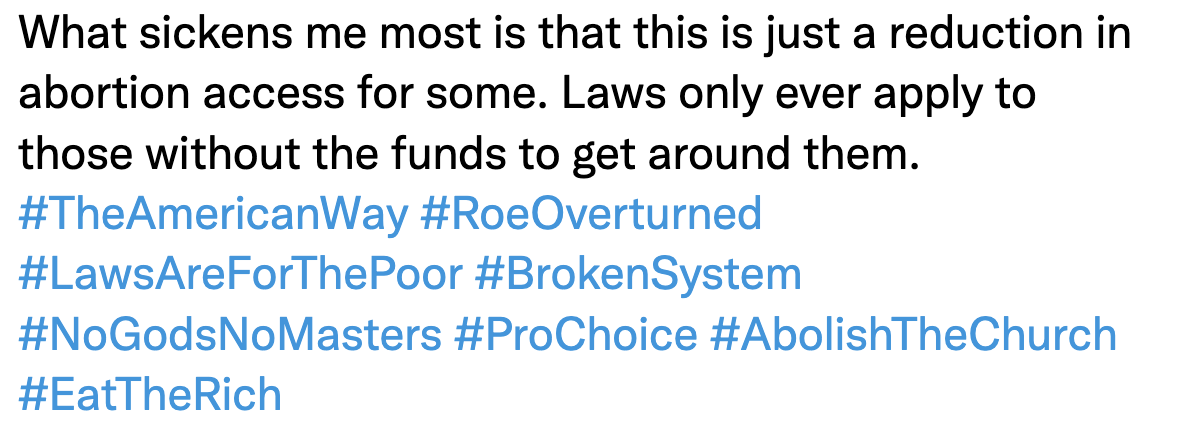 What sickens me most is that this is just a reduction in
abortion access for some. Laws only ever apply to
those without the funds to get around them.
#TheAmericanWay #RoeOverturned
#LawsAreForThePoor #BrokenSystem
#NoGodsNoMasters #ProChoice #AbolishTheChurch
#EatTheRich